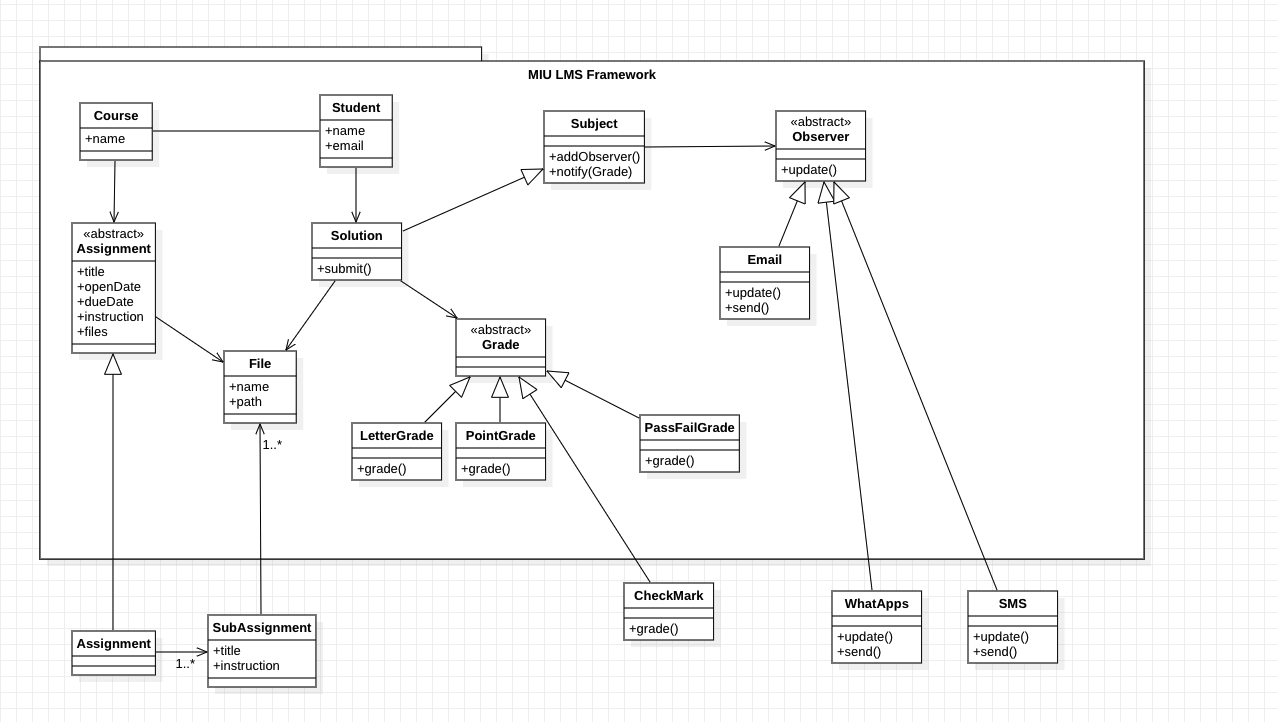 MIU LMS Framework
Course
+name
Student
+name
+email
Subject
+addObserver()
+notify(Grade)
«abstract»
Observer
+update()
«abstract»
Assignment
+title
+openDate
+dueDate
+instruction
+files
Solution
+submit()
Email
+update()
+send()
File
+name
+path
«abstract»
Grade
1..*
LetterGrade
+grade()
PointGrade
+grade()
PassFailGrade
+grade()
CheckMark
+grade()
WhatApps
+update()
+send()
SMS
+update()
+send()
Assignment
1..*
SubAssignment
+title
+instruction